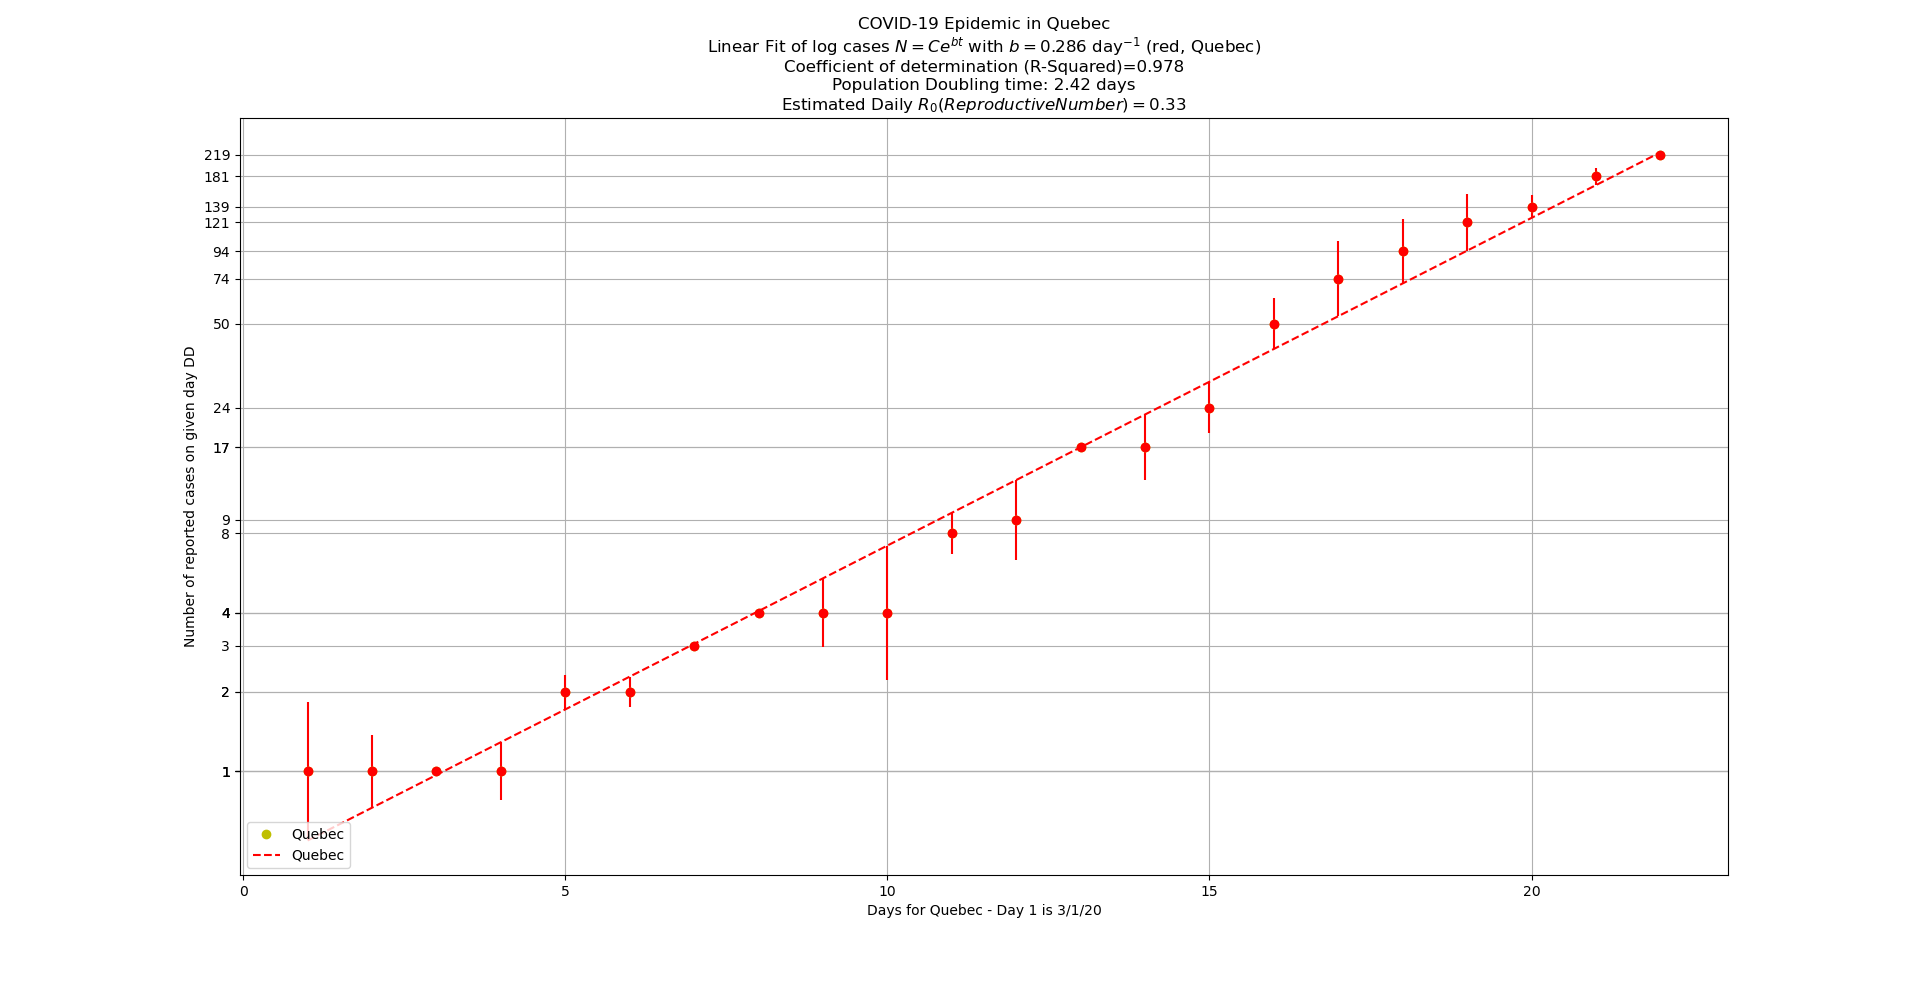 COVID-19 Epidemic in Quebec
Linear Fit of log cases N = Ce^{bt} with b = 0.286 day^{−1} (red, Quebec)
Coefficient of determination (R-Squared)=0.978
Population Doubling time: 2.42 days
Estimated Daily R_0(ReproductiveNumber) = 0.33
219
181
139
121
94
74
50
24
17
9
8
4
3
2
1
Number of reported cases on given day DD
Quebec
Quebec
0 5 10 15 20
Days for Quebec - Day 1 is 3/1/20